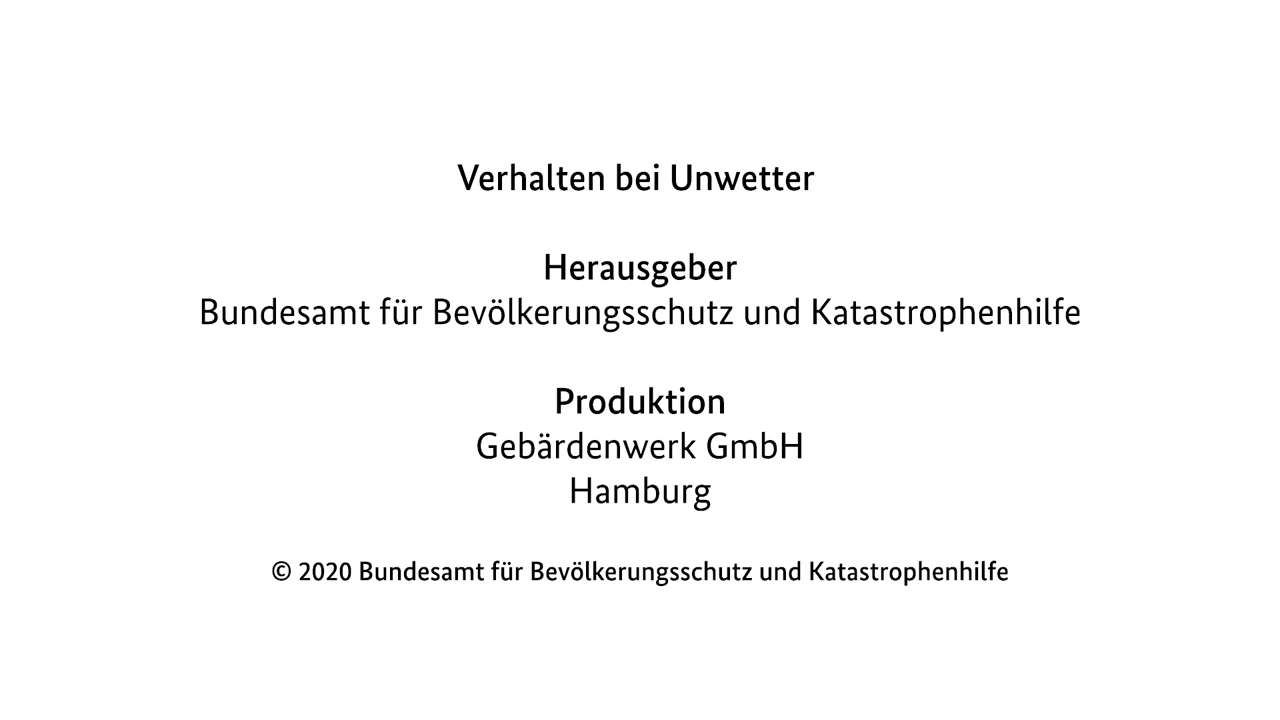 Verhalten bei Unwetter
Herausgeber
Bundesamt für Bevölkerungsschutz und Katastrophenhilfe
Produktion
Gebärdenwerk GmbH
Hamburg
© 2020 Bundesamt für Bevölkerungsschutz und Katastrophenhilfe